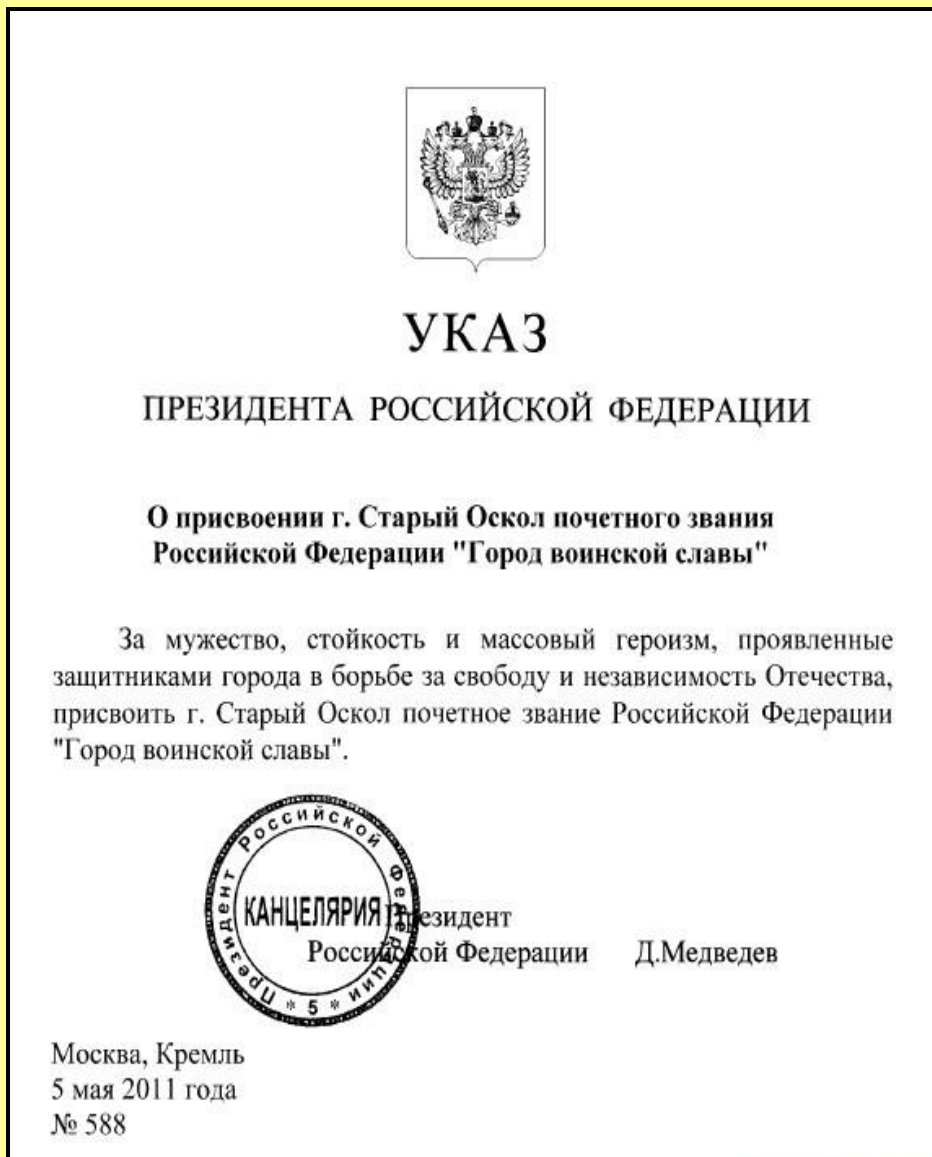 УКАЗ
ПРЕЗИДЕНТА РОССИЙСКОЙ ФЕДЕРАЦИИ
О присвоении г. Старый Оскол почетного звания
Российской Федерации "Город воинской славы"
За мужество, стойкость и массовый героизм, проявленные
защитниками города в борьбе за свободу и независимость Отечества,
присвоить г. Старый Оскол почетное звание Российской Федерации
"Город воинской славы".
Президент Российской Федерации
* 5 *
КАНЦЕЛЯРИЯ
Президент
Российской Федерации Д.Медведев
Москва, Кремль
5 мая 2011 года
№ 588